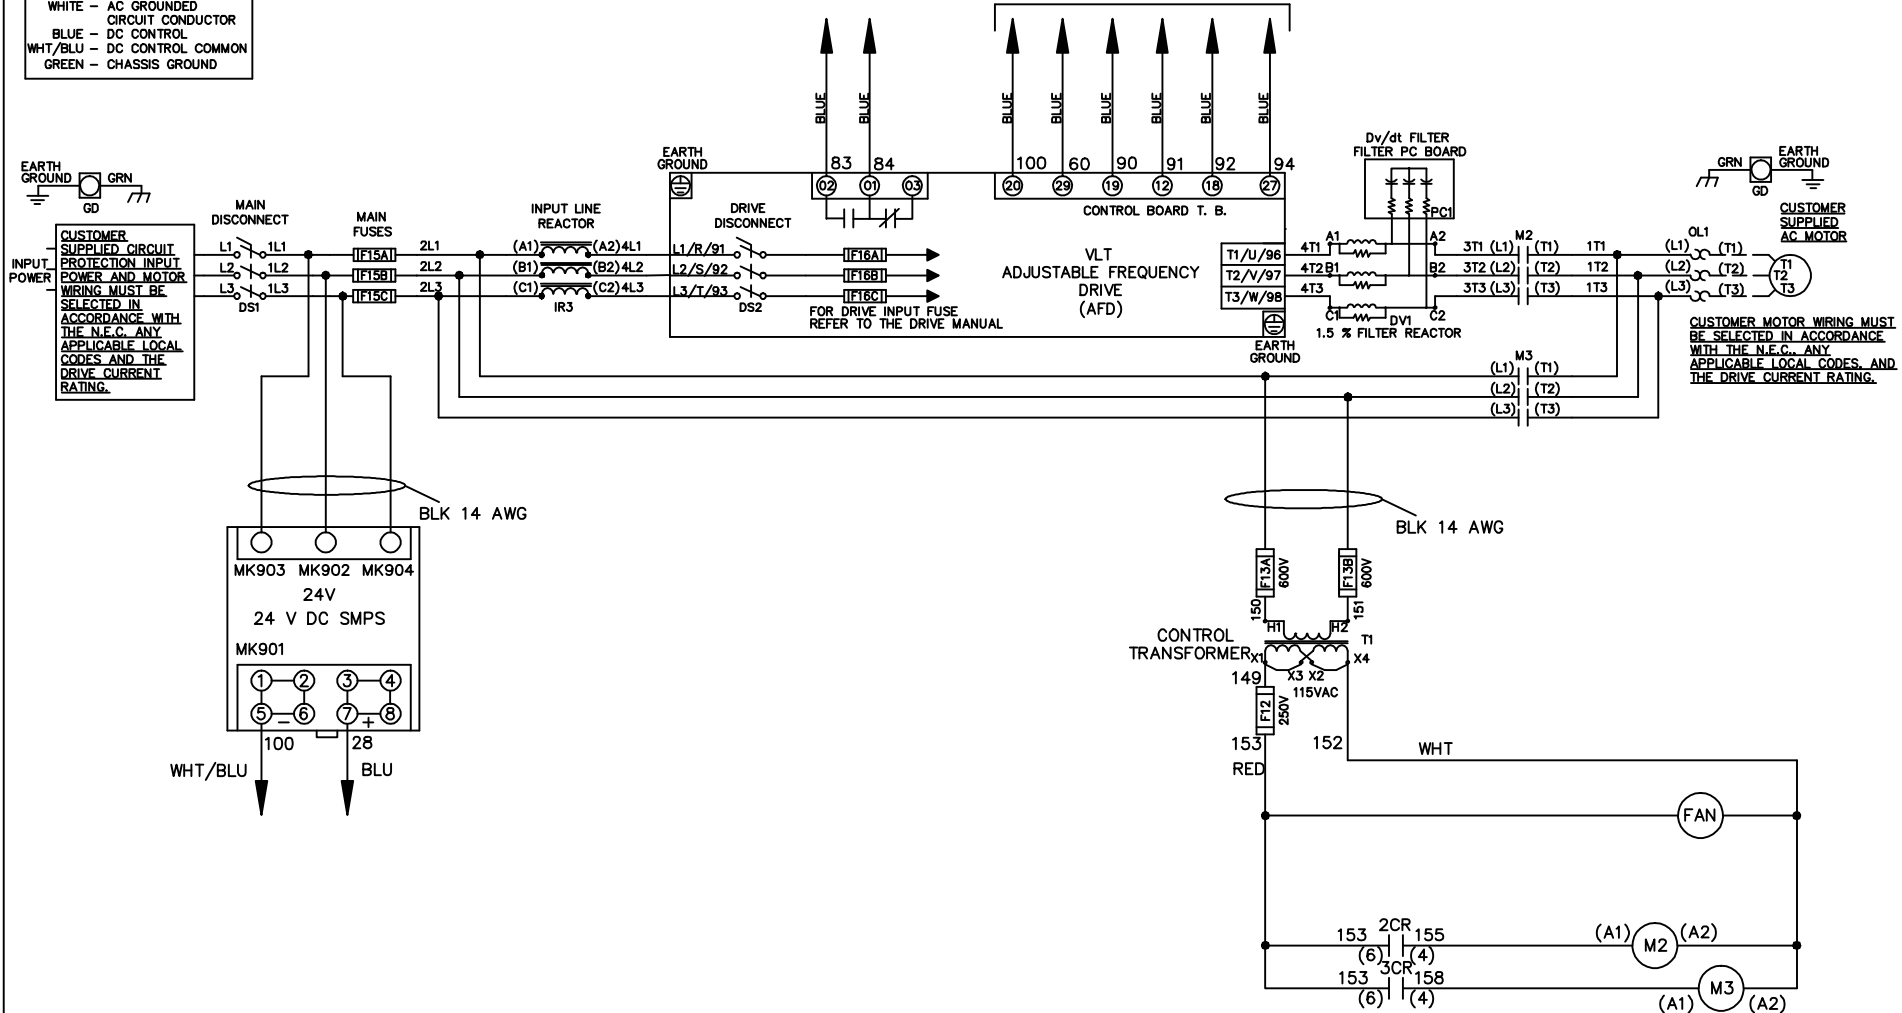 WHITE – AC GROUNDED
CIRCUIT CONDUCTOR
BLUE – DC CONTROL
WHT/BLU – DC CONTROL COMMON
GREEN – CHASSIS GROUND
BLUE BLUE BLUE BLUE BLUE BLUE BLUE BLUE
EARTH
GROUND
GRN
GD
MAIN
DISCONNECT
MAIN
FUSES
INPUT LINE
REACTOR
EARTH
GROUND
DRIVE
DISCONNECT
83 84
02 01 03
100 60 90 91 92 94
20 29 19 12 18 27
CONTROL BOARD T. B.
Dv/dt FILTER
FILTER PC BOARD
PC1
GRN
EARTH
GROUND
GD
CUSTOMER
SUPPLIED
AC MOTOR
INPUT
POWER
CUSTOMER
SUPPLIED CIRCUIT
PROTECTION INPUT
POWER AND MOTOR
WIRING MUST BE
SELECTED IN
ACCORDANCE WITH
THE N.E.C. ANY
APPLICABLE LOCAL
CODES AND THE
DRIVE CURRENT
RATING.
L1 1L1 F15A 2L1 (A1) (A2) 4L1 L1/R/91 F16A
L2 1L2 F15B 2L2 (B1) (B2) 4L2 L2/S/92 F16B
L3 1L3 F15C 2L3 (C1) (C2) 4L3 L3/T/93 F16C
DS1
IR3
DS2
FOR DRIVE INPUT FUSE
REFER TO THE DRIVE MANUAL
VLT
ADJUSTABLE FREQUENCY
DRIVE
(AFD)
T1/U/96 4T1 A1 A2 3T1 (L1) M2 (T1) 1T1 (L1) OL1 (T1) T1
T2/V/97 4T2 B1 B2 3T2 (L2) (T2) 1T2 (L2) (T2) T2
T3/W/98 4T3 C1 C2 3T3 (L3) (T3) 1T3 (L3) (T3) T3
EARTH
GROUND
DV1
1.5 % FILTER REACTOR
CUSTOMER MOTOR WIRING MUST
BE SELECTED IN ACCORDANCE
WITH THE N.E.C., ANY
APPLICABLE LOCAL CODES, AND
THE DRIVE CURRENT RATING.
M3
(L1) (T1)
(L2) (T2)
(L3) (T3)
BLK 14 AWG
BLK 14 AWG
MK903 MK902 MK904
24V
24 V DC SMPS
MK901
1 2 3 4
5 – 6 7 + 8
100 28
WHT/BLU BLU
F13A 600V F13B 600V
150 151
H1 H2
CONTROL
TRANSFORMER
T1
X1 X3 X2 X4
149
115VAC
F12 250V
153 152
RED
WHT
FAN
2CR
153 155 (A1) M2 (A2)
(6) (4)
3CR
153 158 M3
(6) (4) (A1) (A2)